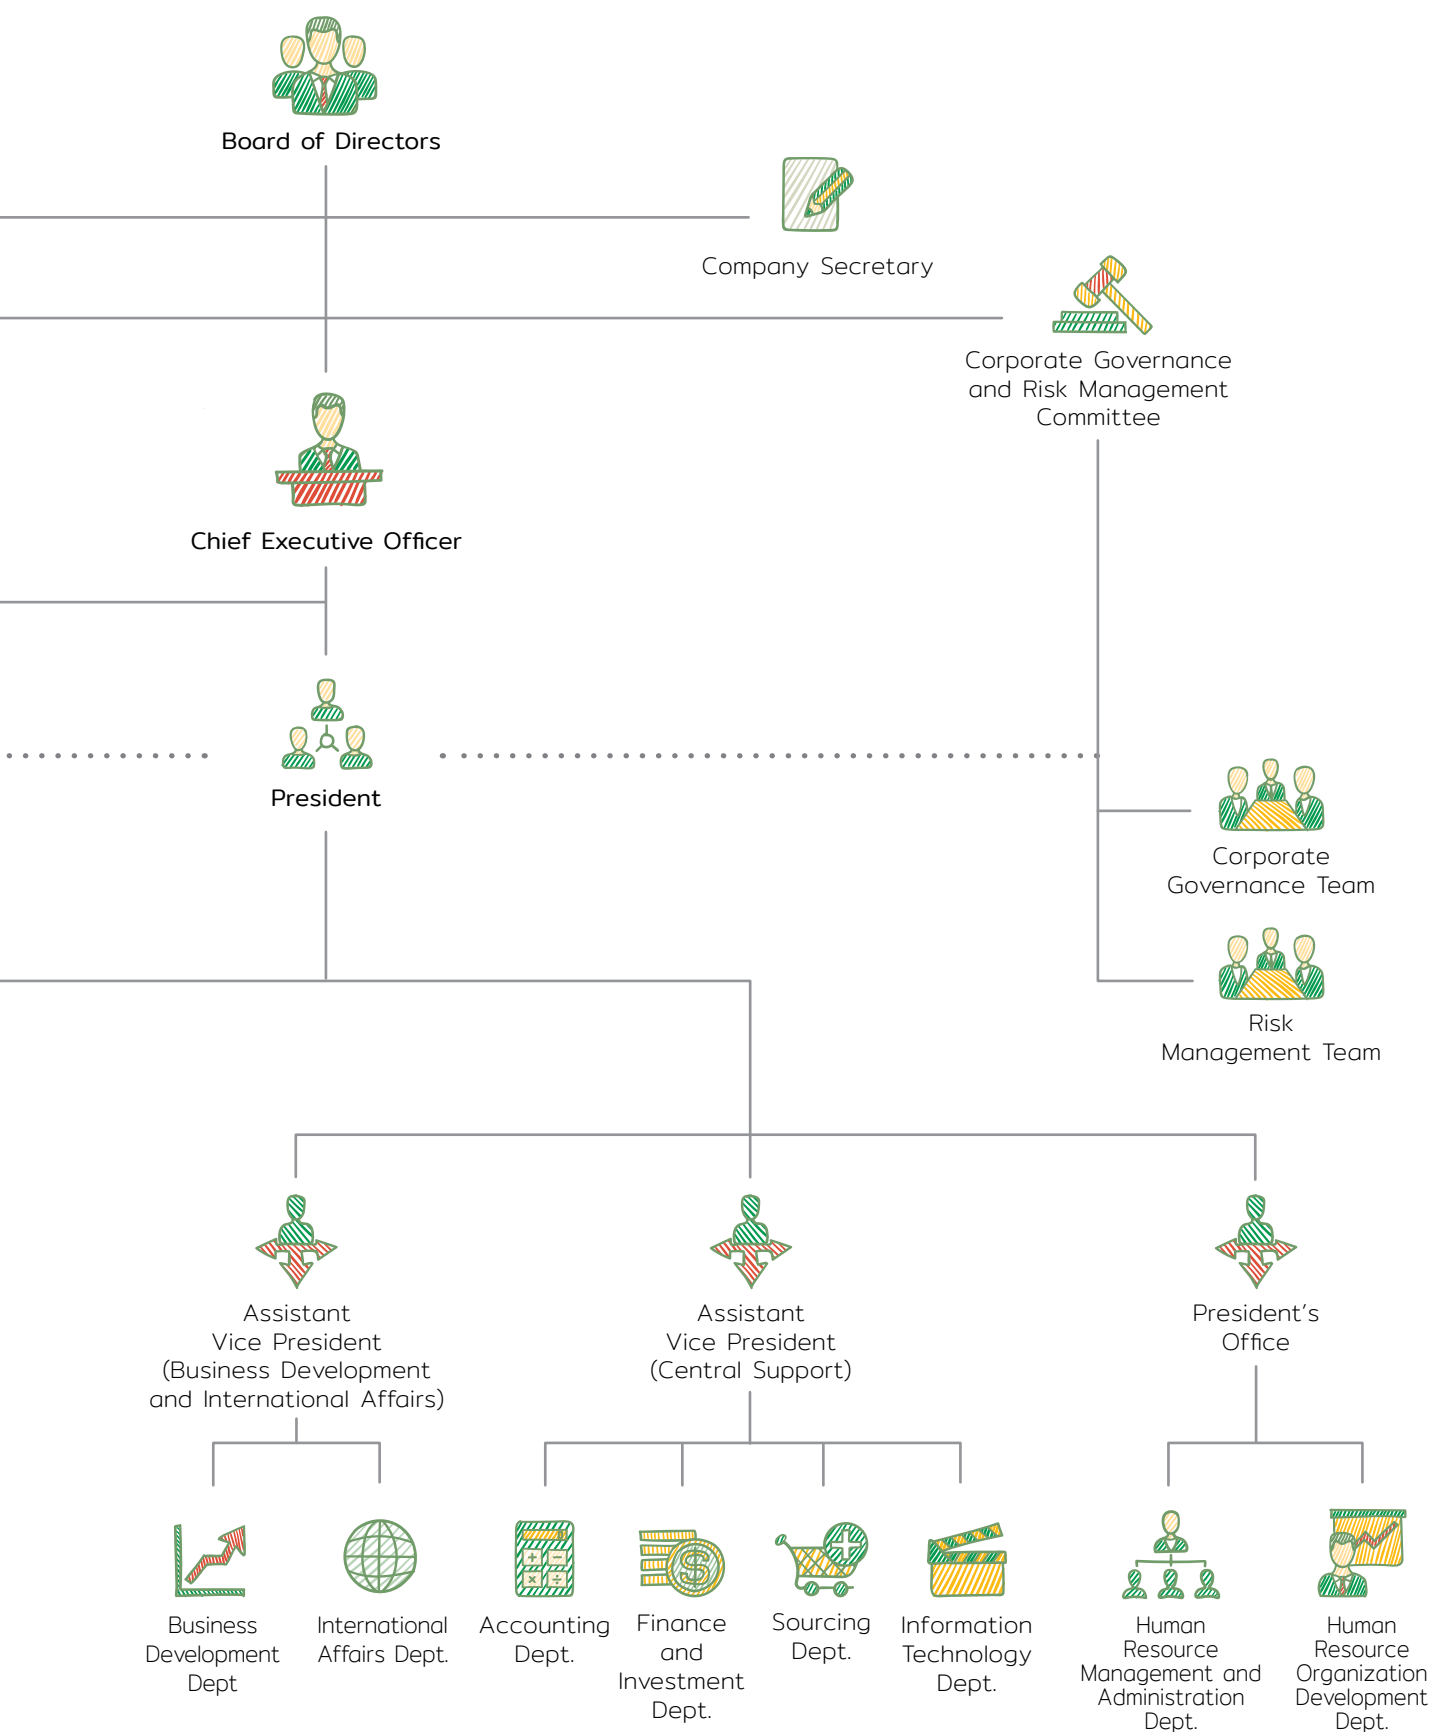 Board of Directors
Company Secretary
Corporate Governance
and Risk Management
Committee
Chief Executive Officer
President
Corporate
Governance Team
Risk
Management Team
Assistant
Vice President
(Business Development
and International Affairs)
Assistant
Vice President
(Central Support)
President's
Office
Business
Development
Dept
International
Affairs Dept.
Accounting
Dept.
Finance
and
Investment
Dept.
Sourcing
Dept.
Information
Technology
Dept.
Human
Resource
Management and
Administration
Dept.
Human
Resource
Organization
Development
Dept.